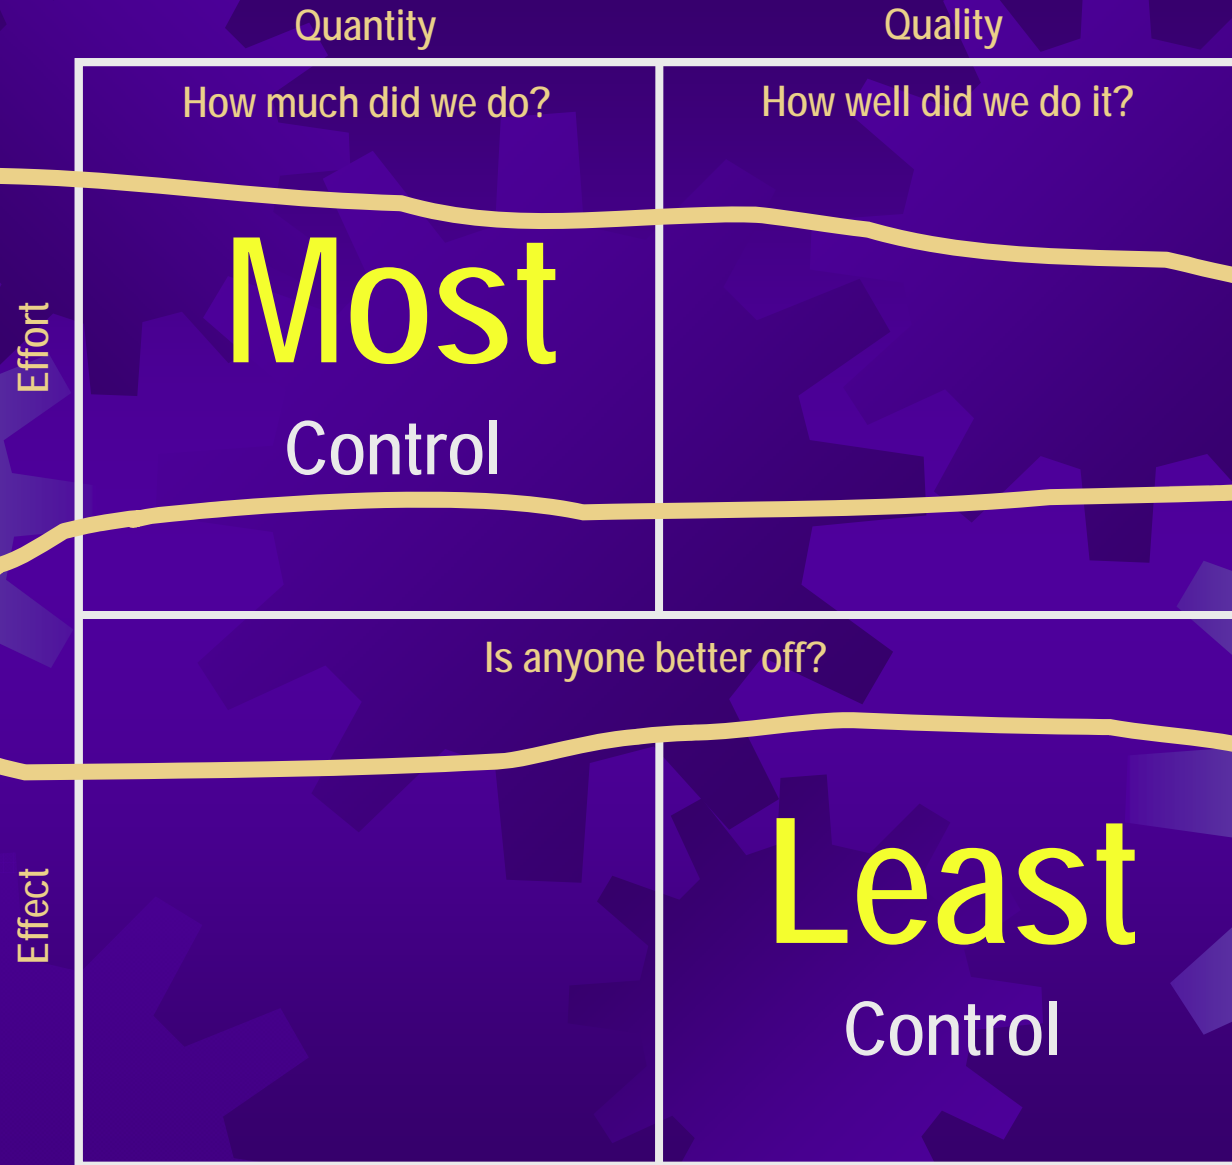 Quantity
Quality
How much did we do?
How well did we do it?
Effort
Most
Control
Is anyone better off?
Effect
Least
Control